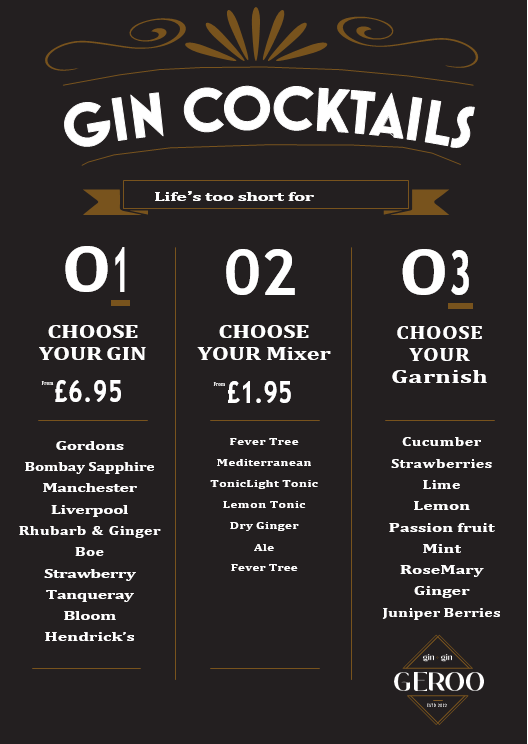 GIN COCKTAILS
Life's too short for
01
CHOOSE
YOUR GIN
From £6.95
Gordons
Bombay Sapphire
Manchester
Liverpool
Rhubarb & Ginger
Boe
Strawberry
Tanqueray
Bloom
Hendrick's
02
CHOOSE
YOUR Mixer
From £1.95
Fever Tree
Mediterranean
TonicLight Tonic
Lemon Tonic
Dry Ginger
Ale
Fever Tree
03
CHOOSE
YOUR
Garnish
Cucumber
Strawberries
Lime
Lemon
Passion fruit
Mint
RoseMary
Ginger
Juniper Berries
gin gin
GEROO
ESTD 2022